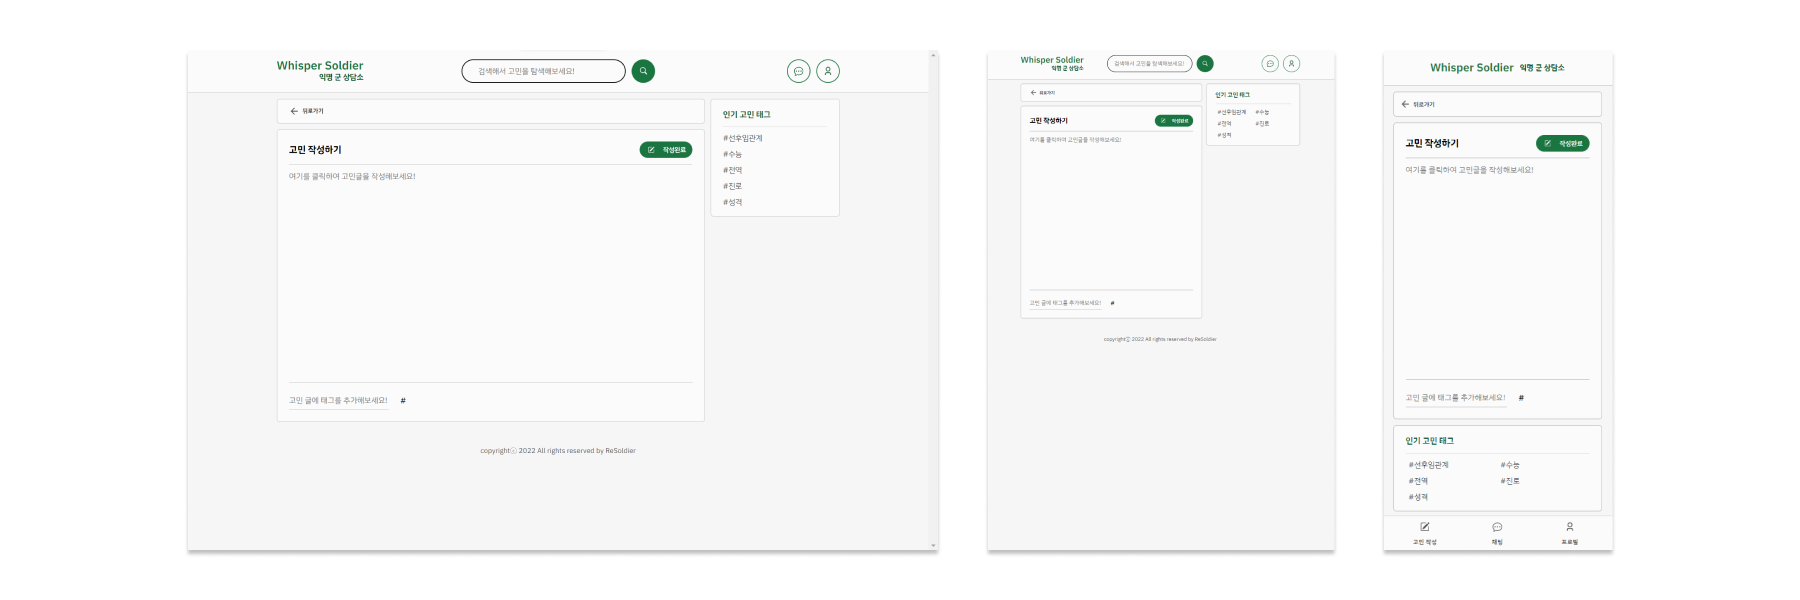 Whisper Soldier
익명 군 상담소
검색해서 고민을 탐색해보세요!
뒤로가기
고민 작성하기
작성완료
여기를 클릭하여 고민글을 작성해보세요!
고민 글에 태그를 추가해보세요!
#
인기 고민 태그
#선후임관계
#수능
#전역
#진로
#성격
copyrightⓒ 2022 All rights reserved by ReSoldier
Whisper Soldier
익명 군 상담소
검색해서 고민을 탐색해보세요!
뒤로가기
고민 작성하기
작성완료
여기를 클릭하여 고민글을 작성해보세요!
고민 글에 태그를 추가해보세요!
#
인기 고민 태그
#선후임관계 #수능
#전역 #진로
#성격
copyrightⓒ 2022 All rights reserved by ReSoldier
Whisper Soldier 익명 군 상담소
뒤로가기
고민 작성하기
작성완료
여기를 클릭하여 고민글을 작성해보세요!
고민 글에 태그를 추가해보세요!
#
인기 고민 태그
#선후임관계 #수능
#전역 #진로
#성격
고민 작성 채팅 프로필